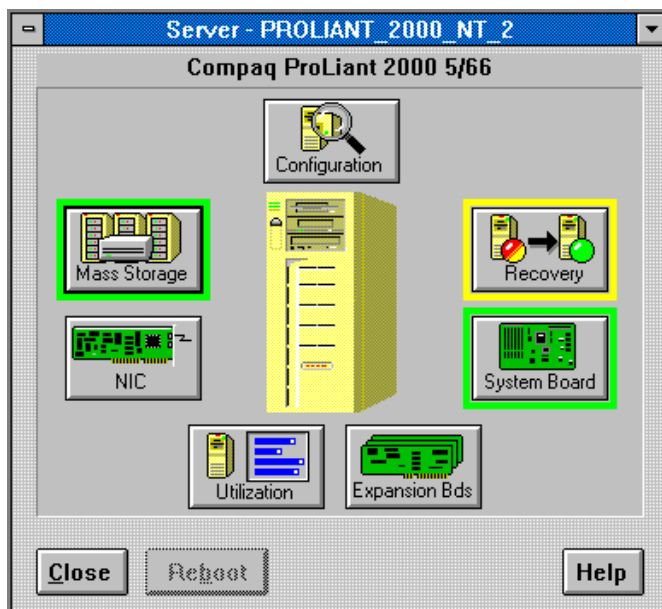 Server - PROLIANT_2000_NT_2
Compaq ProLiant 2000 5/66
Configuration
Mass Storage
Recovery
NIC
System Board
Utilization
Expansion Bds
Close
Reboot
Help